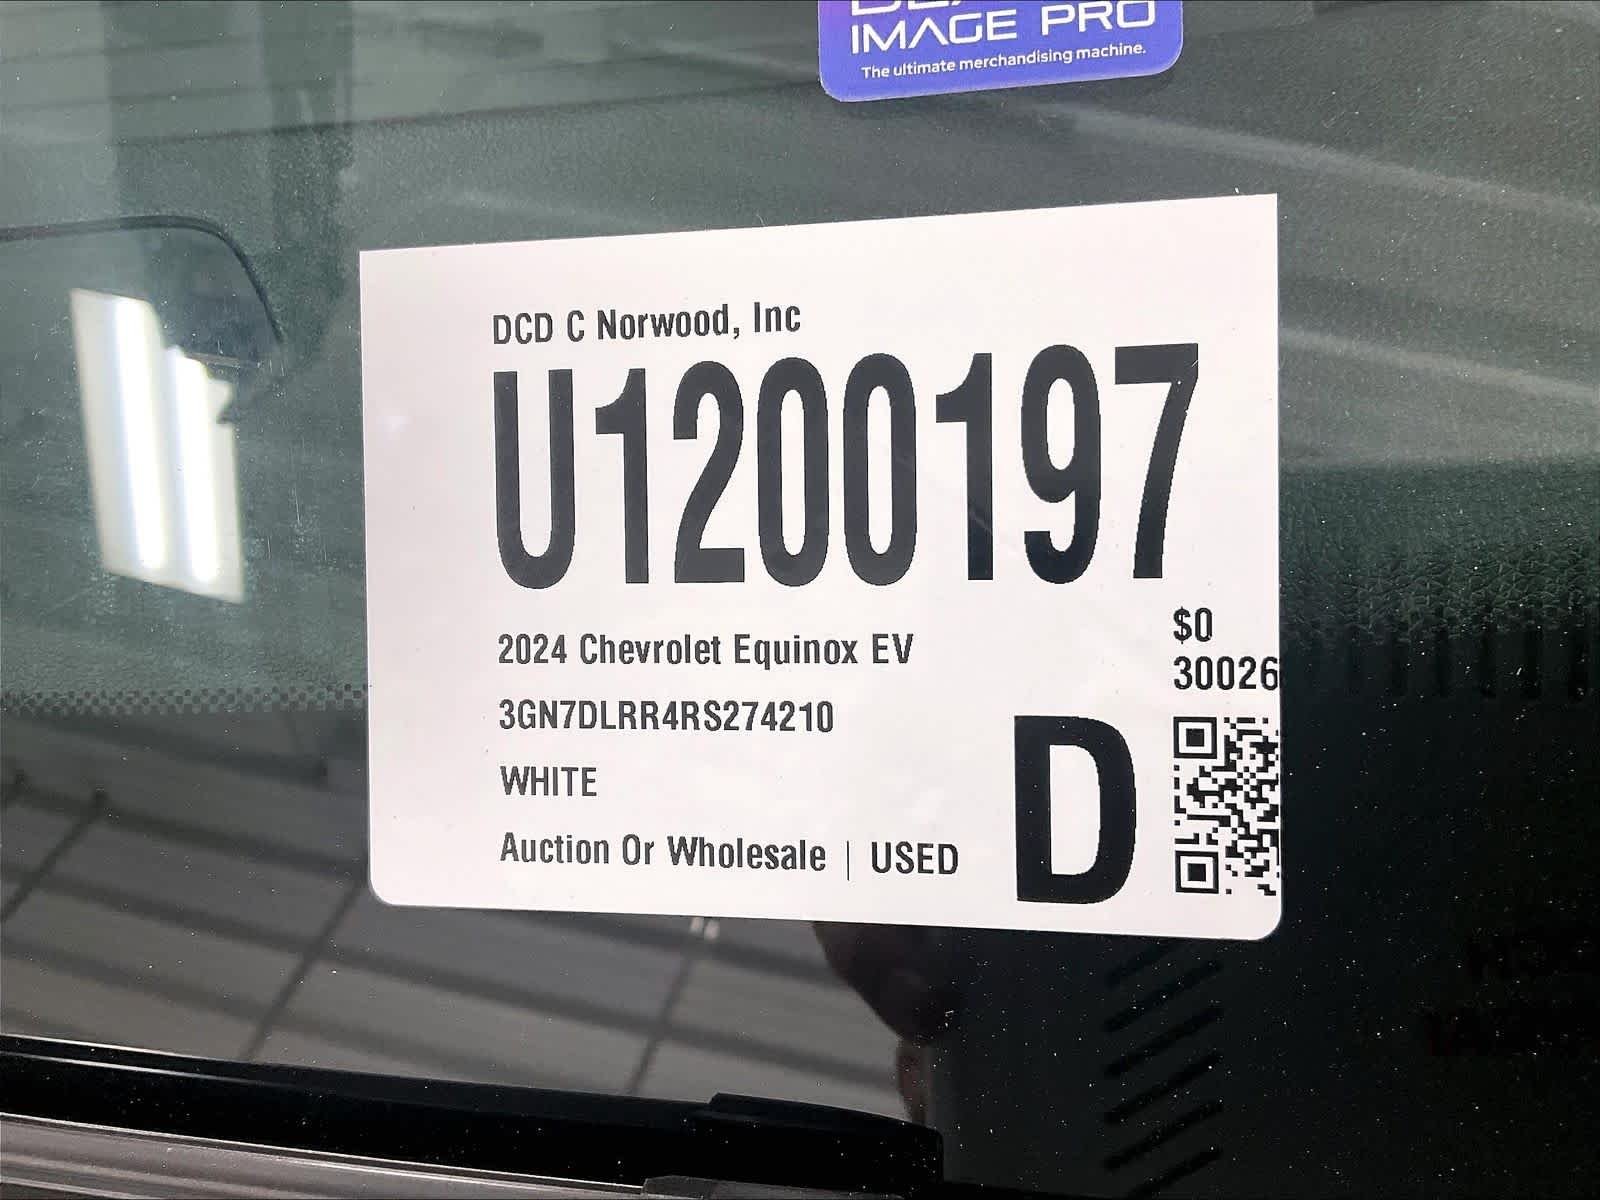 IMAGE PRO
The ultimate merchandising machine.
DCD C Norwood, Inc
U1200197
$0
30026
2024 Chevrolet Equinox EV
3GN7DLRR4RS274210
WHITE
D
Auction Or Wholesale | USED